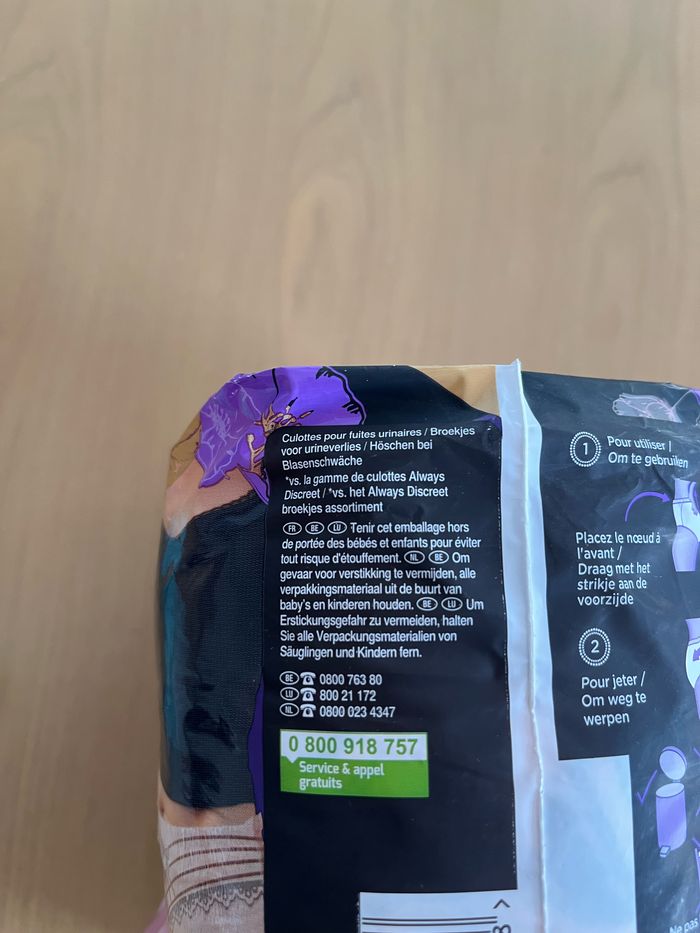 Culottes pour fuites urinaires / Broekjes
voor urineverlies / Höschen bei
Blasenschwäche
*vs. la gamme de culottes Always
Discreet / *vs. het Always Discreet
broekjes assortiment
FR BE LU Tenir cet emballage hors
de portée des bébés et enfants pour éviter
tout risque d'étouffement. NL BE Om
gevaar voor verstikking te vermijden, alle
verpakkingsmateriaal uit de buurt van
baby's en kinderen houden. BE LU Um
Erstickungsgefahr zu vermeiden, halten
Sie alle Verpackungsmaterialien von
Säuglingen und Kindern fern.
BE ☎ 0800 763 80
LU ☎ 800 21 172
NL ☎ 0800 023 4347
0 800 918 757
Service & appel
gratuits
1 Pour utiliser /
Om te gebruiken
Placez le nœud à
l'avant /
Draag met het
strikje aan de
voorzijde
2
Pour jeter /
Om weg te
werpen
Ne pas
>